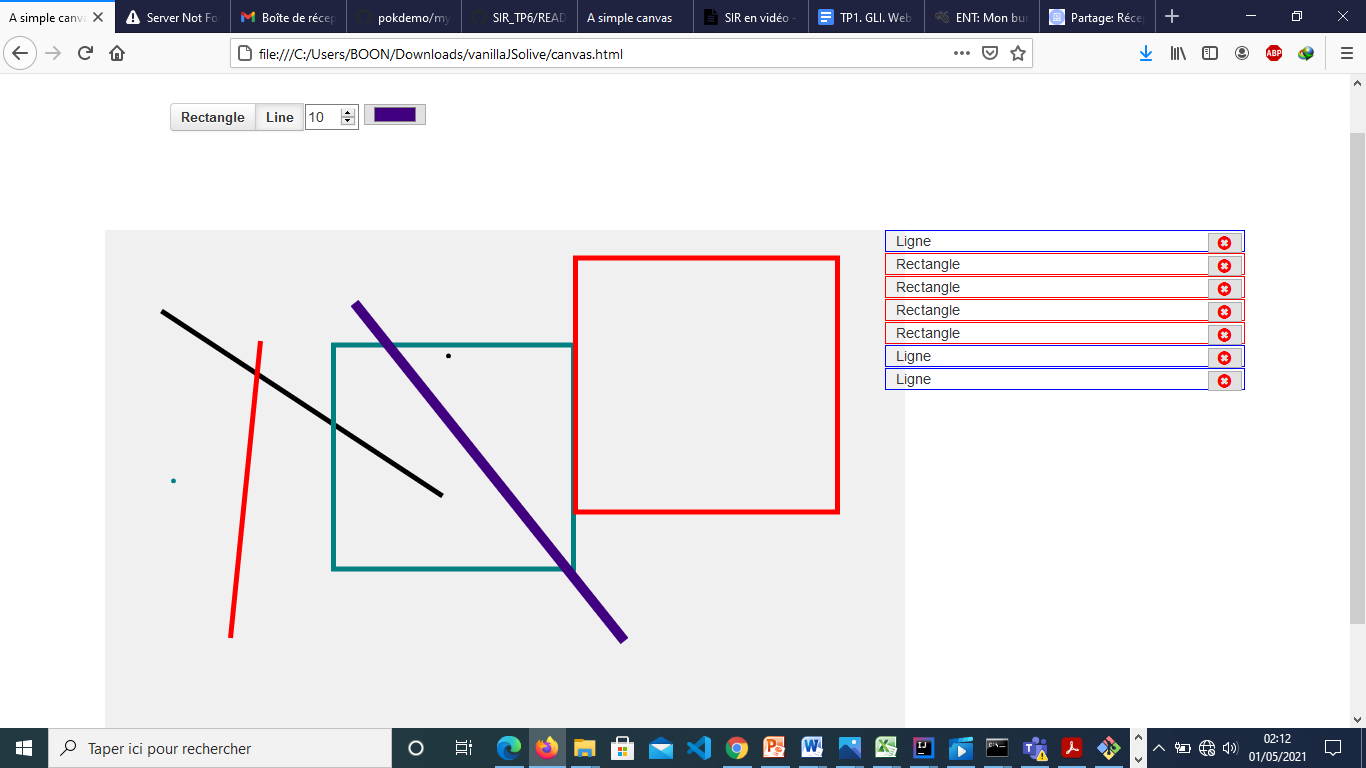 A simple canva
Server Not Fo
Boîte de récep
pokdemo/my
SIR_TP6/READ
A simple canvas
SIR en vidéo -
TP1. GLI. Web
ENT: Mon bur
Partage: Récep
file:///C:/Users/BOON/Downloads/vanillaJSolive/canvas.html
ABP
Rectangle
Line
10
Ligne
Rectangle
Rectangle
Rectangle
Rectangle
Ligne
Ligne
Taper ici pour rechercher
02:12
01/05/2021